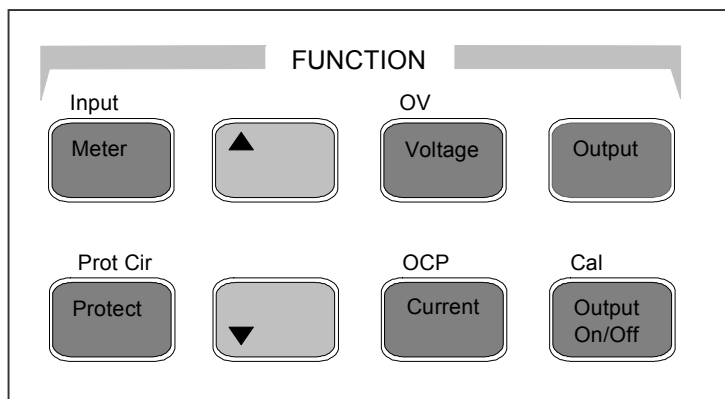 FUNCTION
Input
OV
Meter
Voltage
Output
Prot Cir
OCP
Cal
Protect
Current
Output
On/Off